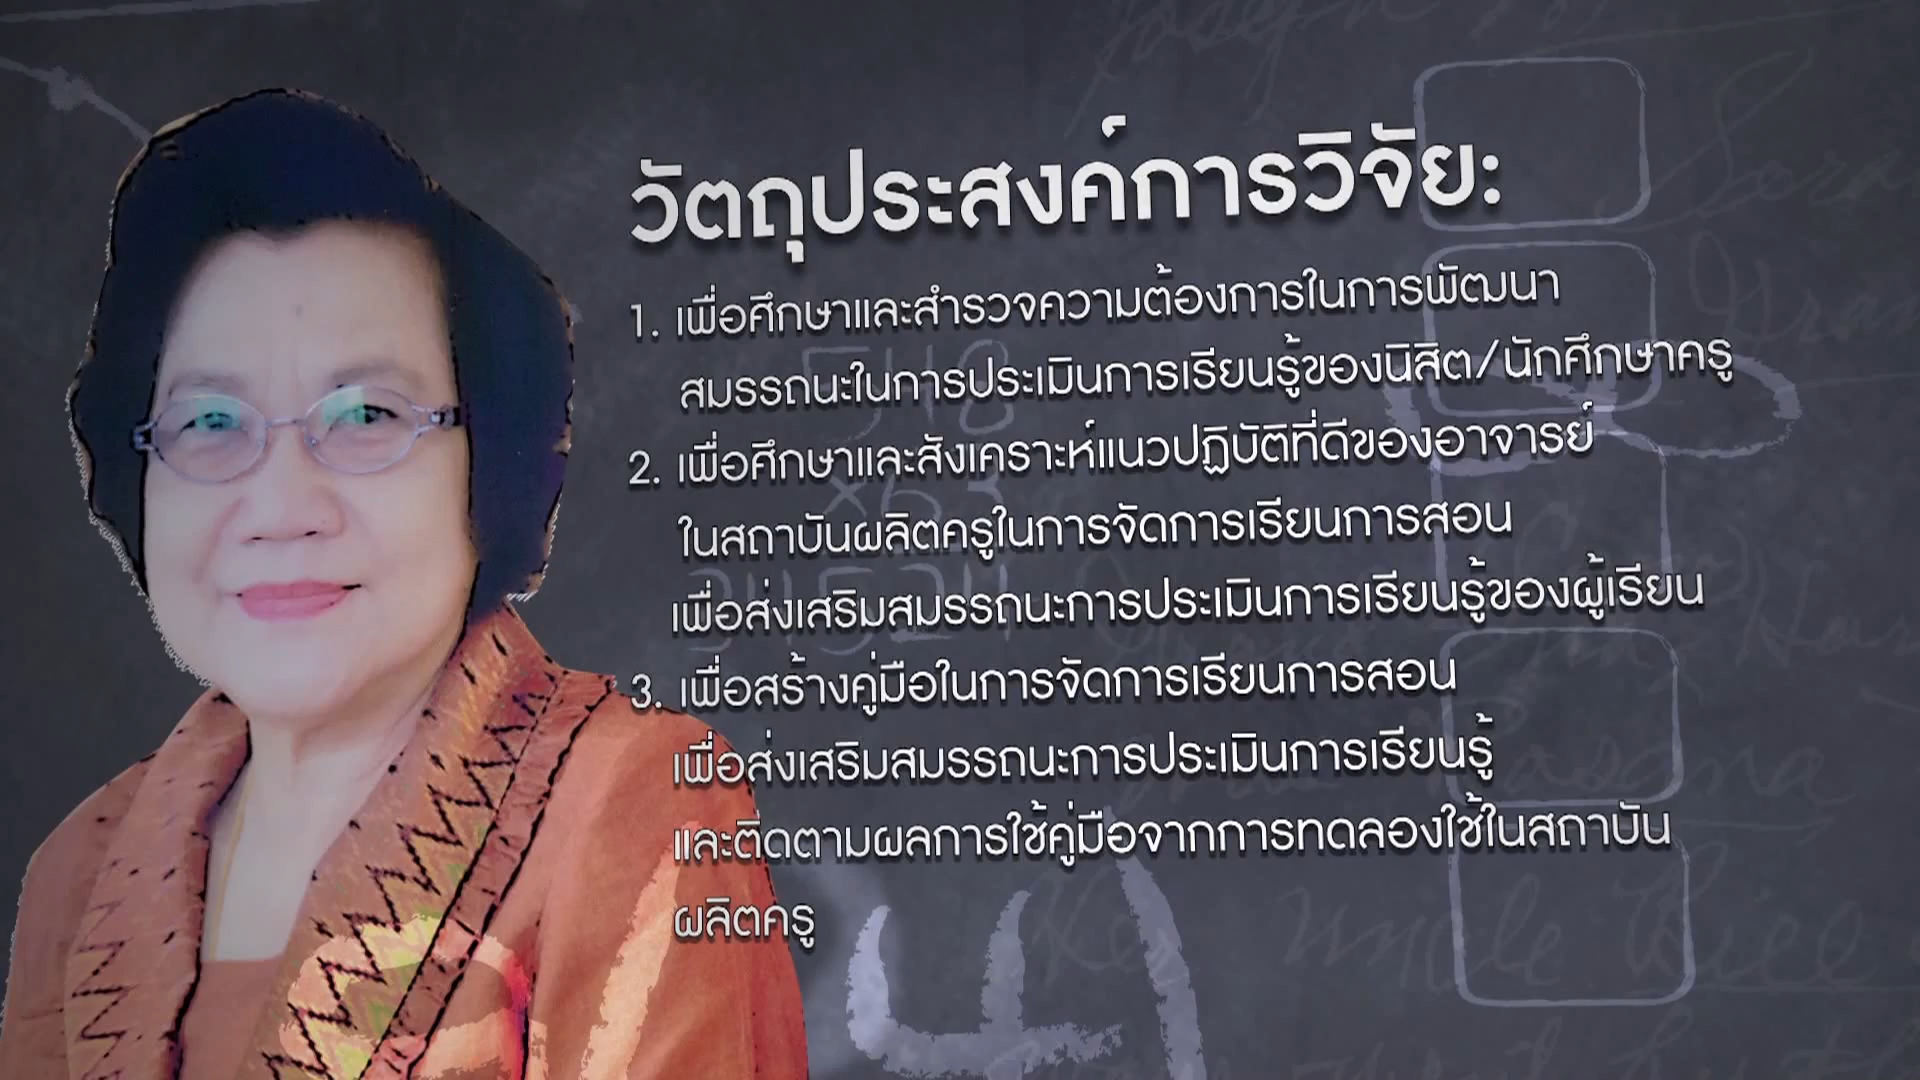 วัตถุประสงค์การวิจัย:
1. เพื่อศึกษาและสำรวจความต้องการในการพัฒนา
สมรรถนะในการประเมินการเรียนรู้ของนิสิต/นักศึกษาครู
2. เพื่อศึกษาและสังเคราะห์แนวปฏิบัติที่ดีของอาจารย์
ในสถาบันผลิตครูในการจัดการเรียนการสอน
เพื่อส่งเสริมสมรรถนะการประเมินการเรียนรู้ของผู้เรียน
3. เพื่อสร้างคู่มือในการจัดการเรียนการสอน
เพื่อส่งเสริมสมรรถนะการประเมินการเรียนรู้
และติดตามผลการใช้คู่มือจากการทดลองใช้ในสถาบัน
ผลิตครู
548
×63